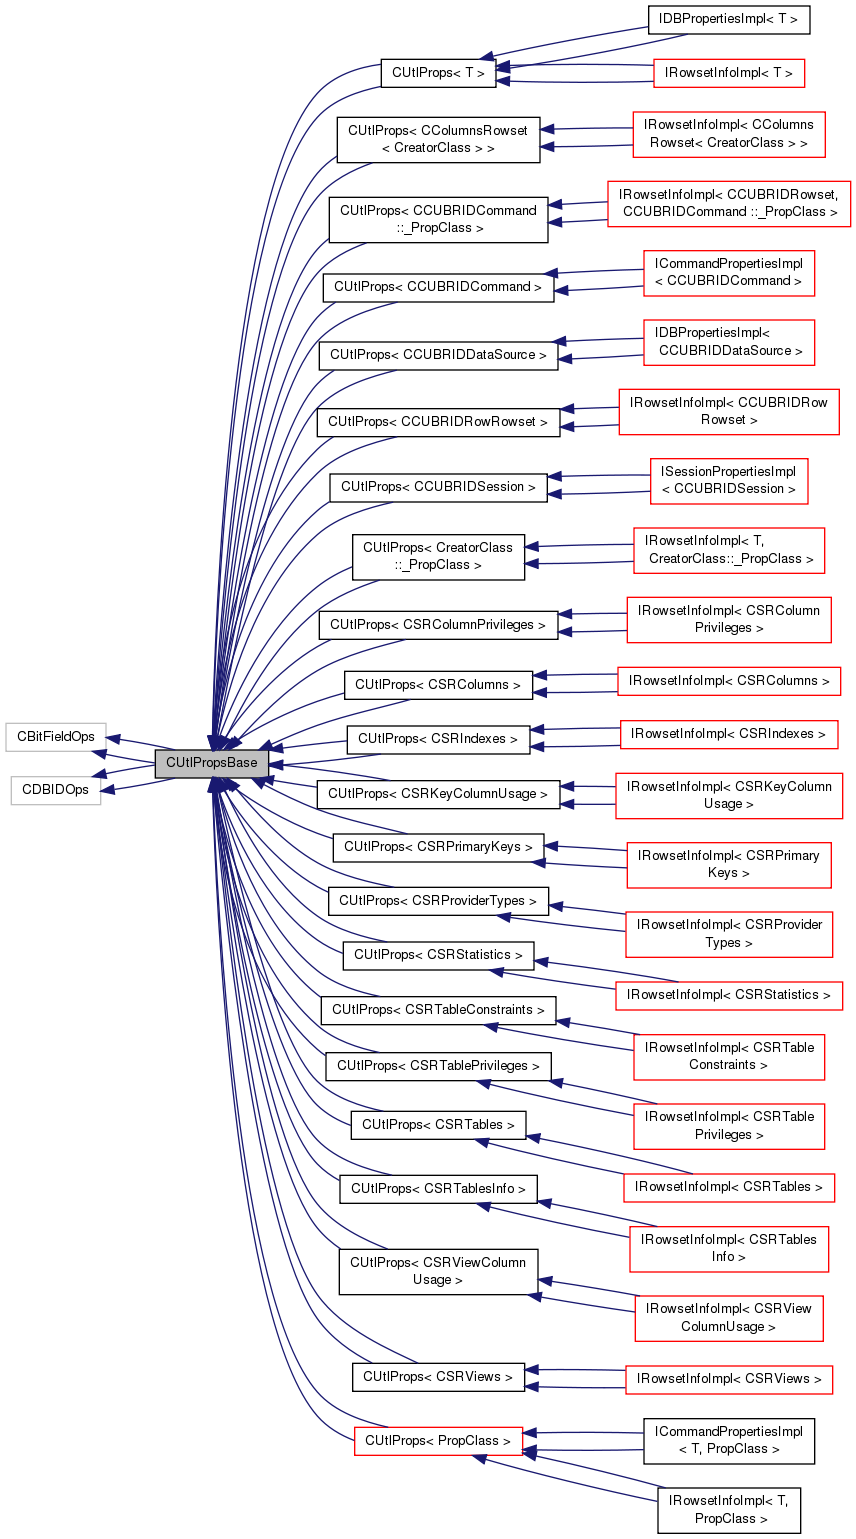 CBitFieldOps
CDBIDOps
CUtlPropsBase
CUtlProps< T >
CUtlProps< CColumnsRowset
< CreatorClass > >
CUtlProps< CCUBRIDCommand
::_PropClass >
CUtlProps< CCUBRIDCommand >
CUtlProps< CCUBRIDDataSource >
CUtlProps< CCUBRIDRowRowset >
CUtlProps< CCUBRIDSession >
CUtlProps< CreatorClass
::_PropClass >
CUtlProps< CSRColumnPrivileges >
CUtlProps< CSRColumns >
CUtlProps< CSRIndexes >
CUtlProps< CSRKeyColumnUsage >
CUtlProps< CSRPrimaryKeys >
CUtlProps< CSRProviderTypes >
CUtlProps< CSRStatistics >
CUtlProps< CSRTableConstraints >
CUtlProps< CSRTablePrivileges >
CUtlProps< CSRTables >
CUtlProps< CSRTablesInfo >
CUtlProps< CSRViewColumn
Usage >
CUtlProps< CSRViews >
CUtlProps< PropClass >
IDBPropertiesImpl< T >
IRowsetInfoImpl< T >
IRowsetInfoImpl< CColumns
Rowset< CreatorClass > >
IRowsetInfoImpl< CCUBRIDRowset,
CCUBRIDCommand ::_PropClass >
ICommandPropertiesImpl
< CCUBRIDCommand >
IDBPropertiesImpl<
CCUBRIDDataSource >
IRowsetInfoImpl< CCUBRIDRow
Rowset >
ISessionPropertiesImpl
< CCUBRIDSession >
IRowsetInfoImpl< T,
CreatorClass::_PropClass >
IRowsetInfoImpl< CSRColumn
Privileges >
IRowsetInfoImpl< CSRColumns >
IRowsetInfoImpl< CSRIndexes >
IRowsetInfoImpl< CSRKeyColumn
Usage >
IRowsetInfoImpl< CSRPrimary
Keys >
IRowsetInfoImpl< CSRProvider
Types >
IRowsetInfoImpl< CSRStatistics >
IRowsetInfoImpl< CSRTable
Constraints >
IRowsetInfoImpl< CSRTable
Privileges >
IRowsetInfoImpl< CSRTables >
IRowsetInfoImpl< CSRTables
Info >
IRowsetInfoImpl< CSRView
ColumnUsage >
IRowsetInfoImpl< CSRViews >
ICommandPropertiesImpl
< T, PropClass >
IRowsetInfoImpl< T,
PropClass >